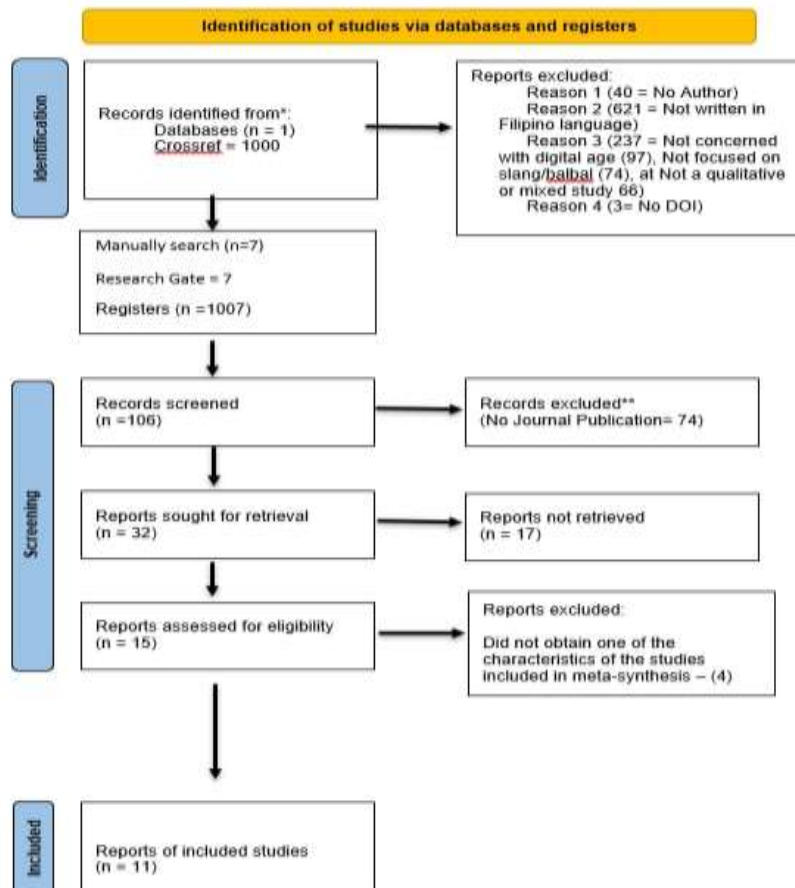 Identification of studies via databases and registers
Identification
Records identified from*:
Databases (n = 1)
Crossref = 1000
Reports excluded:
Reason 1 (40 = No Author)
Reason 2 (621 = Not written in
Filipino language)
Reason 3 (237 = Not concerned
with digital age (97), Not focused on
slang/balbal (74), at Not a qualitative
or mixed study 66)
Reason 4 (3= No DOI)
Manually search (n=7)
Research Gate = 7
Registers (n =1007)
Screening
Records screened
(n =106)
Records excluded**
(No Journal Publication= 74)
Reports sought for retrieval
(n = 32)
Reports not retrieved
(n = 17)
Reports assessed for eligibility
(n = 15)
Reports excluded:
Did not obtain one of the
characteristics of the studies
included in meta-synthesis – (4)
Included
Reports of included studies
(n = 11)